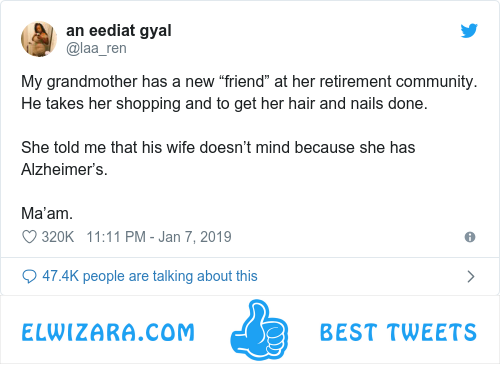 an eediat gyal
@laa_ren
My grandmother has a new “friend” at her retirement community.
He takes her shopping and to get her hair and nails done.
She told me that his wife doesn’t mind because she has
Alzheimer’s.
Ma’am.
320K 11:11 PM - Jan 7, 2019
47.4K people are talking about this
ELWIZARA.COM BEST TWEETS